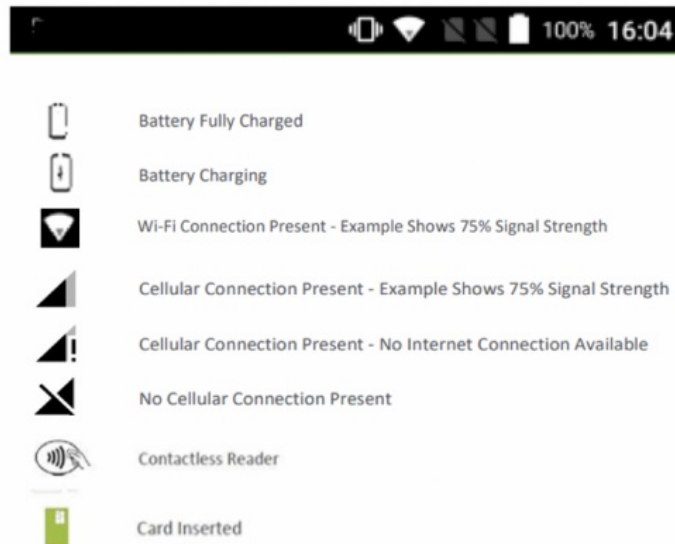 100% 16:04
Battery Fully Charged
Battery Charging
Wi-Fi Connection Present - Example Shows 75% Signal Strength
Cellular Connection Present - Example Shows 75% Signal Strength
Cellular Connection Present - No Internet Connection Available
No Cellular Connection Present
Contactless Reader
Card Inserted